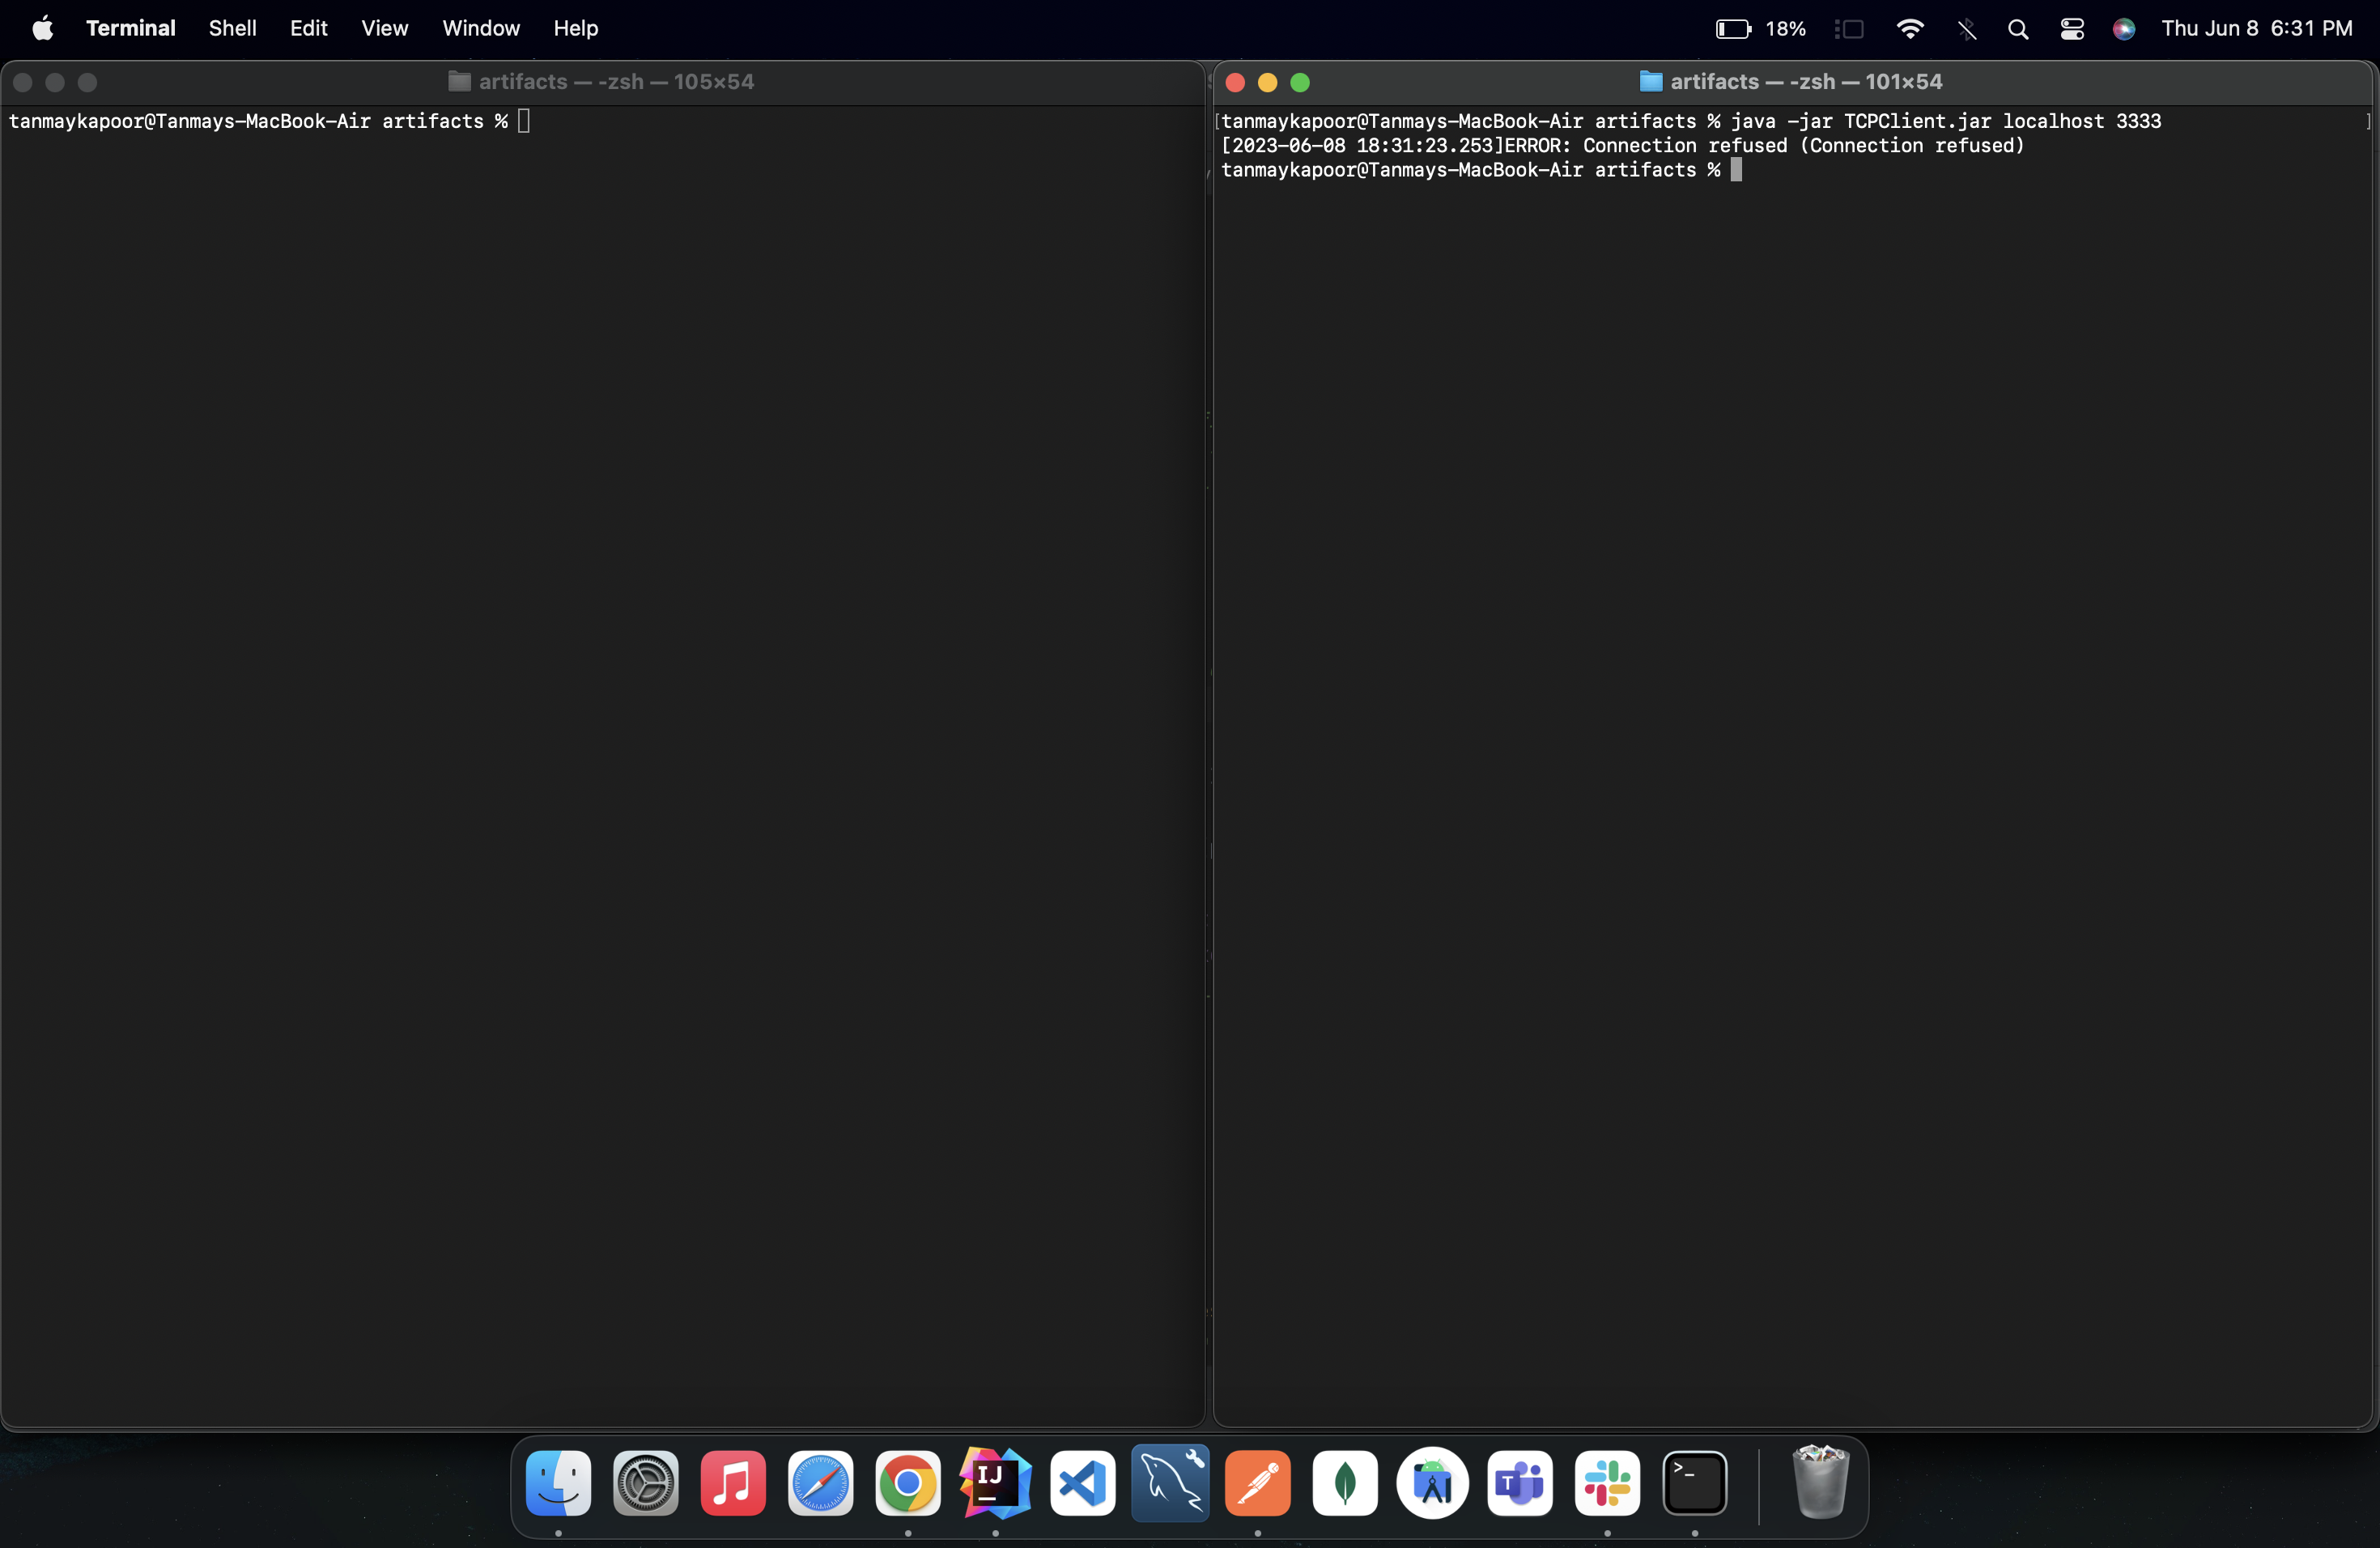 Terminal Shell Edit View Window Help 18% Thu Jun 8 6:31 PM
artifacts — -zsh — 105×54
tanmaykapoor@Tanmays-MacBook-Air artifacts %
artifacts — -zsh — 101×54
[tanmaykapoor@Tanmays-MacBook-Air artifacts % java -jar TCPClient.jar localhost 3333 ]
[2023-06-08 18:31:23.253]ERROR: Connection refused (Connection refused)
tanmaykapoor@Tanmays-MacBook-Air artifacts %
IJ
T
>_